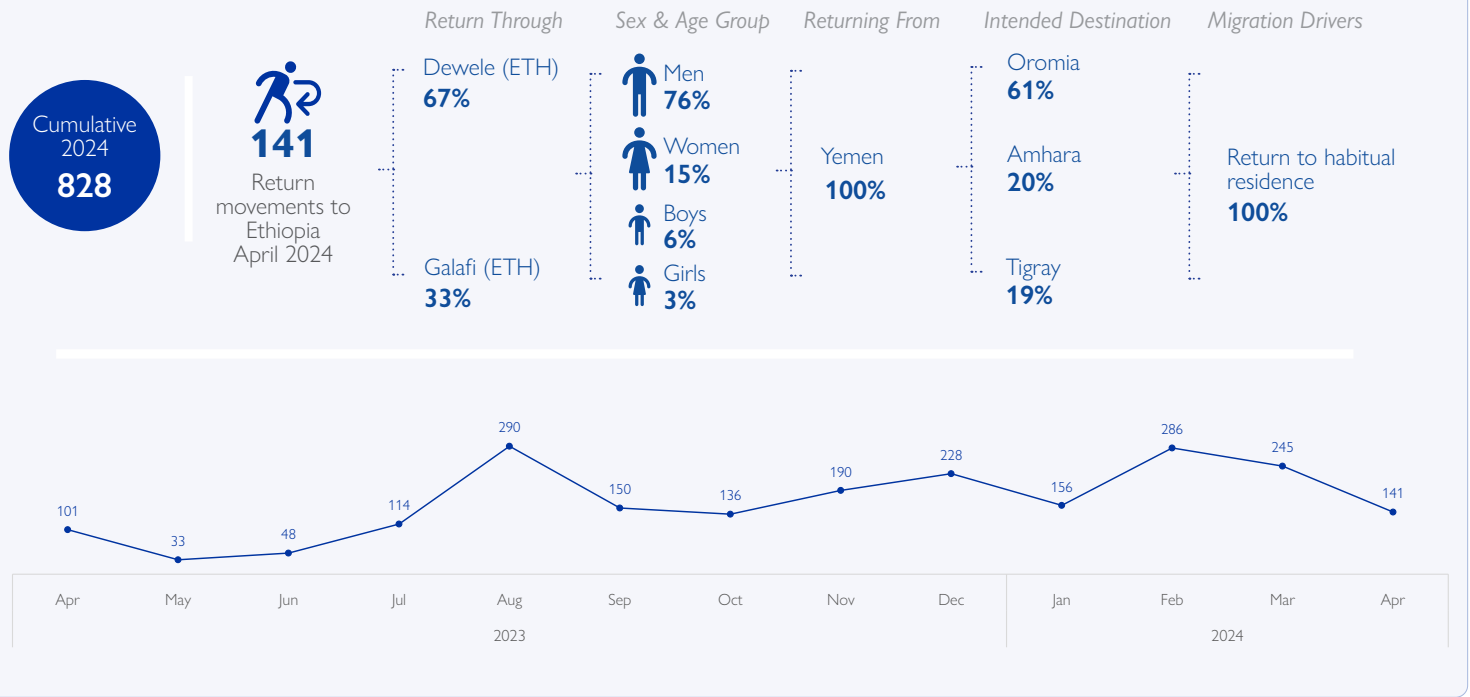 Return Through
Sex & Age Group
Returning From
Intended Destination
Migration Drivers
Cumulative
2024
828
141
Return
movements to
Ethiopia
April 2024
Dewele (ETH)
67%
Galafi (ETH)
33%
Men
76%
Women
15%
Boys
6%
Girls
3%
Yemen
100%
Oromia
61%
Amhara
20%
Tigray
19%
Return to habitual
residence
100%
101
33
48
114
290
150
136
190
228
156
286
245
141
Apr
May
Jun
Jul
Aug
Sep
Oct
Nov
Dec
Jan
Feb
Mar
Apr
2023
2024